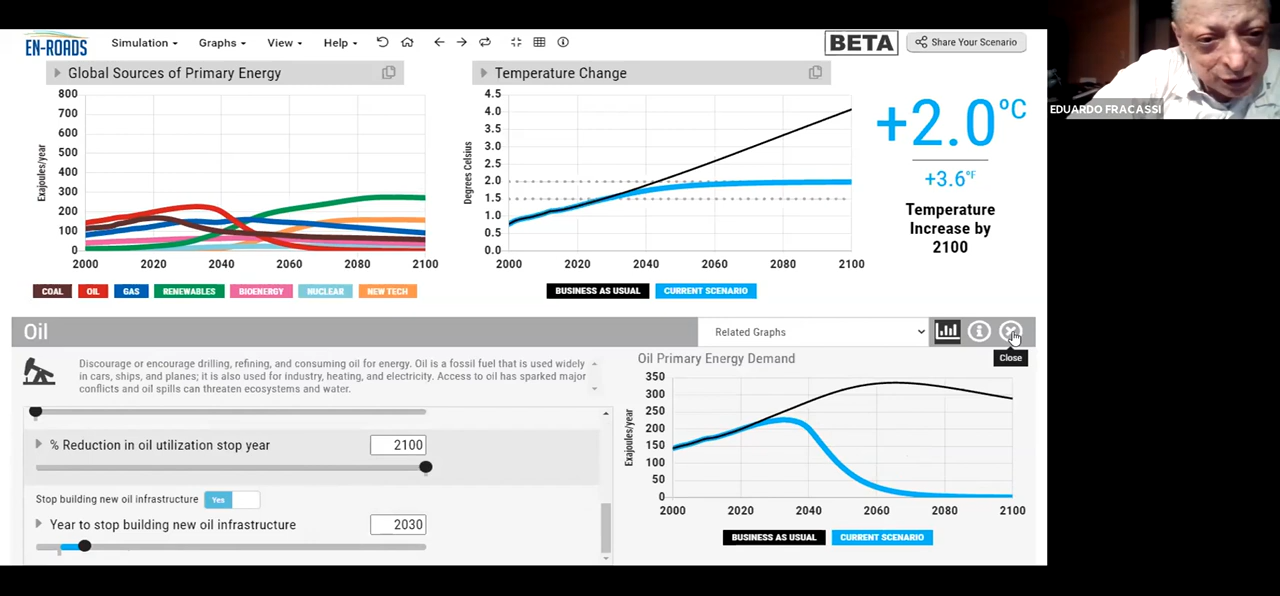 EN-ROADS
Simulation
Graphs
View
Help
BETA
Share Your Scenario
Global Sources of Primary Energy
800
700
600
500
400
300
200
100
0
Exajoules/year
2000 2020 2040 2060 2080 2100
COAL OIL GAS RENEWABLES BIOENERGY NUCLEAR NEW TECH
Temperature Change
4.5
4.0
3.5
3.0
2.5
2.0
1.5
1.0
0.5
0.0
Degrees Celsius
2000 2020 2040 2060 2080 2100
BUSINESS AS USUAL CURRENT SCENARIO
+2.0°C
+3.6°F
Temperature
Increase by
2100
EDUARDO FRACASSI
Oil
Related Graphs
Close
Discourage or encourage drilling, refining, and consuming oil for energy. Oil is a fossil fuel that is used widely
in cars, ships, and planes; it is also used for industry, heating, and electricity. Access to oil has sparked major
conflicts and oil spills can threaten ecosystems and water.
% Reduction in oil utilization stop year 2100
Stop building new oil infrastructure Yes
Year to stop building new oil infrastructure 2030
Oil Primary Energy Demand
350
300
250
200
150
100
50
0
Exajoules/year
2000 2020 2040 2060 2080 2100
BUSINESS AS USUAL CURRENT SCENARIO